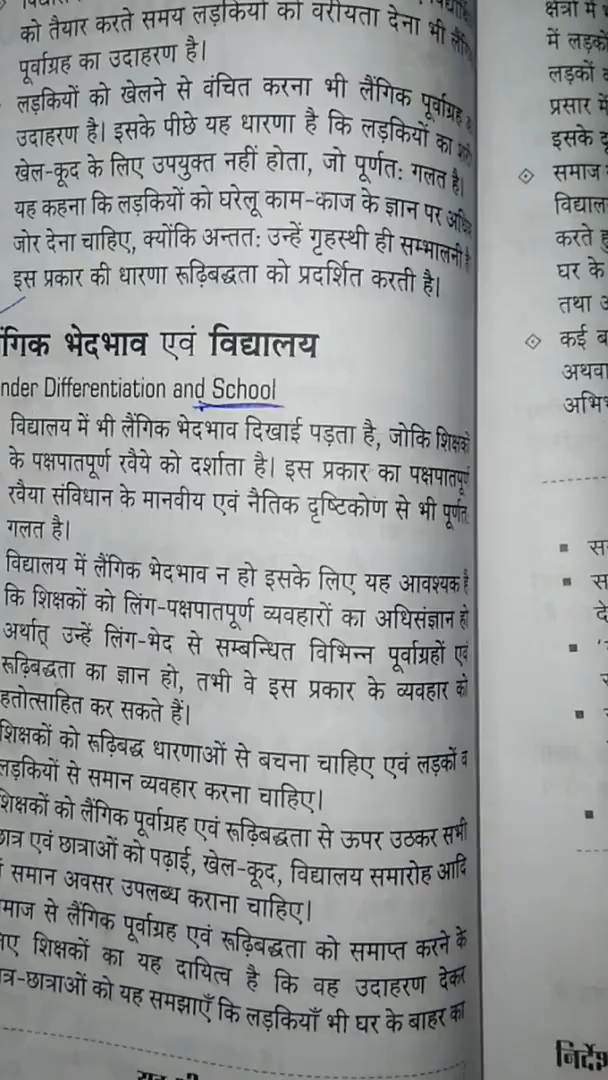 को तैयार करते समय लड़कियों को वरीयता देना भी
पूर्वाग्रह का उदाहरण है।
लड़कियों को खेलने से वंचित करना भी लैंगिक पूर्वाग्रह
उदाहरण है। इसके पीछे यह धारणा है कि लड़कियों का
खेल-कूद के लिए उपयुक्त नहीं होता, जो पूर्णत: गलत है।
यह कहना कि लड़कियों को घरेलू काम-काज के ज्ञान पर
जोर देना चाहिए, क्योंकि अन्तत: उन्हें गृहस्थी ही सम्भालनी है
इस प्रकार की धारणा रूढ़िबद्धता को प्रदर्शित करती है।
गिक भेदभाव एवं विद्यालय
nder Differentiation and School
विद्यालय में भी लैंगिक भेदभाव दिखाई पड़ता है, जोकि शिक्षकों
के पक्षपातपूर्ण रवैये को दर्शाता है। इस प्रकार का पक्षपातपूर्ण
रवैया संविधान के मानवीय एवं नैतिक दृष्टिकोण से भी पूर्णत:
गलत है।
विद्यालय में लैंगिक भेदभाव न हो इसके लिए यह आवश्यक है
कि शिक्षकों को लिंग-पक्षपातपूर्ण व्यवहारों का अधिसंज्ञान हो
अर्थात् उन्हें लिंग-भेद से सम्बन्धित विभिन्न पूर्वाग्रहों एवं
रूढ़िबद्धता का ज्ञान हो, तभी वे इस प्रकार के व्यवहार को
हतोत्साहित कर सकते हैं।
शिक्षकों को रूढ़िबद्ध धारणाओं से बचना चाहिए एवं लड़कों व
लड़कियों से समान व्यवहार करना चाहिए।
शिक्षकों को लैंगिक पूर्वाग्रह एवं रूढ़िबद्धता से ऊपर उठकर सभी
छात्र एवं छात्राओं को पढ़ाई, खेल-कूद, विद्यालय समारोह आदि
समान अवसर उपलब्ध कराना चाहिए।
माज से लैंगिक पूर्वाग्रह एवं रूढ़िबद्धता को समाप्त करने के
िए शिक्षकों का यह दायित्व है कि वह उदाहरण देकर
त्र-छात्राओं को यह समझाएँ कि लड़कियाँ भी घर के बाहर का
क्षेत्रों में
में लड़कों
लड़कों
प्रसार में
इसके
समाज
विद्याल
करते
घर के
तथा
कई
अथवा
अभि
निर्देश